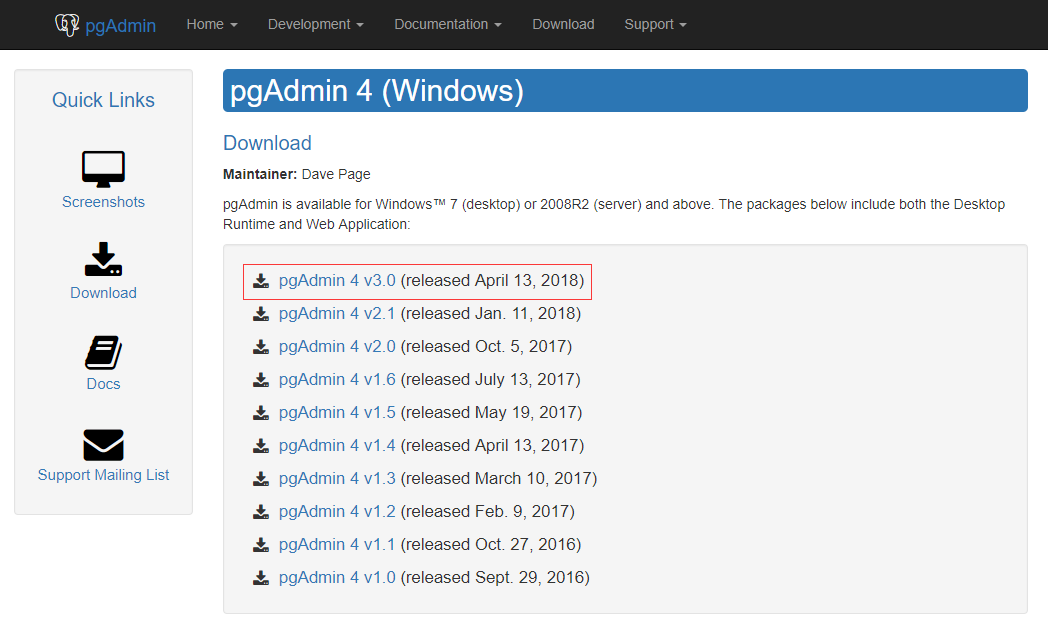 pgAdmin Home Development Documentation Download Support
Quick Links
Screenshots
Download
Docs
Support Mailing List
pgAdmin 4 (Windows)
Download
Maintainer: Dave Page
pgAdmin is available for Windows™ 7 (desktop) or 2008R2 (server) and above. The packages below include both the Desktop
Runtime and Web Application:
pgAdmin 4 v3.0 (released April 13, 2018)
pgAdmin 4 v2.1 (released Jan. 11, 2018)
pgAdmin 4 v2.0 (released Oct. 5, 2017)
pgAdmin 4 v1.6 (released July 13, 2017)
pgAdmin 4 v1.5 (released May 19, 2017)
pgAdmin 4 v1.4 (released April 13, 2017)
pgAdmin 4 v1.3 (released March 10, 2017)
pgAdmin 4 v1.2 (released Feb. 9, 2017)
pgAdmin 4 v1.1 (released Oct. 27, 2016)
pgAdmin 4 v1.0 (released Sept. 29, 2016)